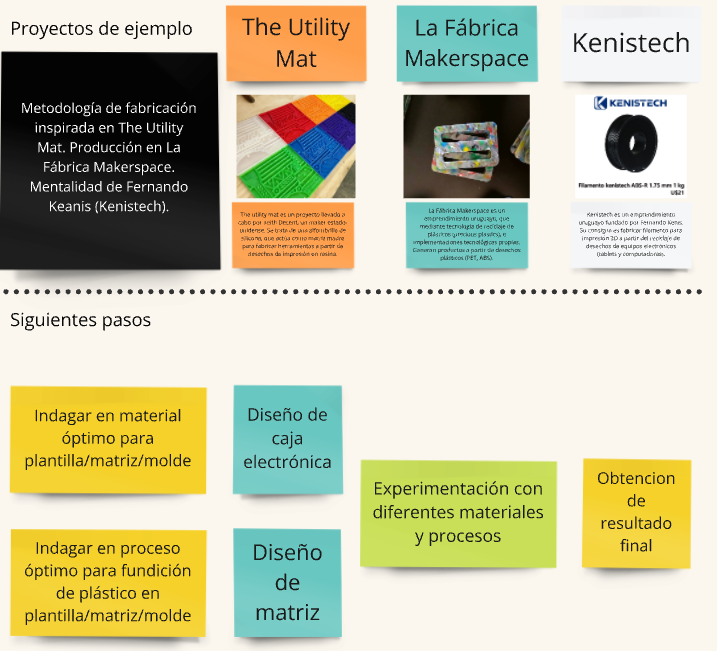 Proyectos de ejemplo
The Utility
Mat
La Fábrica
Makerspace
Kenistech
Metodología de fabricación
inspirada en The Utility
Mat. Producción en La
Fábrica Makerspace.
Mentalidad de Fernando
Keanis (Kenistech).
KENISTECH
Filamento kenistech ABS-R 1.75 mm 1 kg
U$21
The utility mat es un proyecto llevado a
cabo por Keith Decent, un maker estado-
unidense. Se trata de una alfombrilla de
silicona, que actúa como matriz madre
para fabricar herramientas a partir de
desechos de impresión en resina.
La Fábrica Makerspace es un
emprendimiento uruguayo, que
mediante tecnología de reciclaje de
plásticos (precious plastics), e
implementaciones tecnológicas propias.
Generan productos a partir de desechos
plásticos (PET, ABS).
Kenistech es un emprendimiento
uruguayo fundado por Fernando Kenis.
Su consigna es fabricar filamento para
impresion 3D a partir del reciclaje de
desechos de equipos electrónicos
(tablets y computadoras).
Siguientes pasos
Indagar en material
óptimo para
plantilla/matriz/molde
Diseño de
caja
electrónica
Experimentación con
diferentes materiales
y procesos
Obtencion
de
resultado
final
Indagar en proceso
óptimo para fundición
de plástico en
plantilla/matriz/molde
Diseño
de
matriz